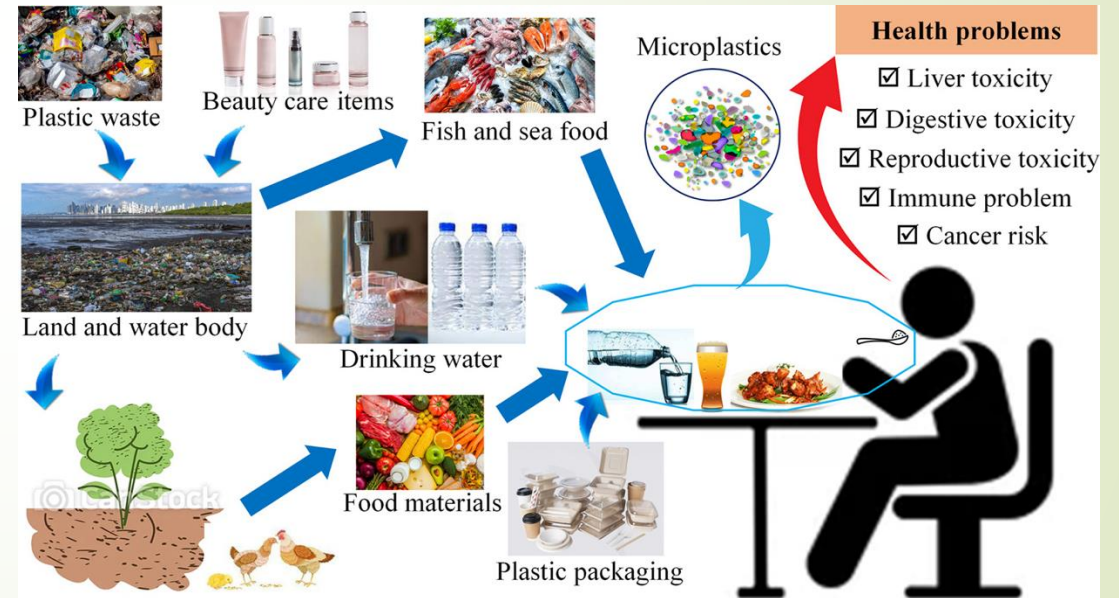 Plastic waste
Beauty care items
Fish and sea food
Microplastics
Health problems
☑ Liver toxicity
☑ Digestive toxicity
☑ Reproductive toxicity
☑ Immune problem
☑ Cancer risk
Land and water body
Drinking water
Food materials
Plastic packaging
CanStock